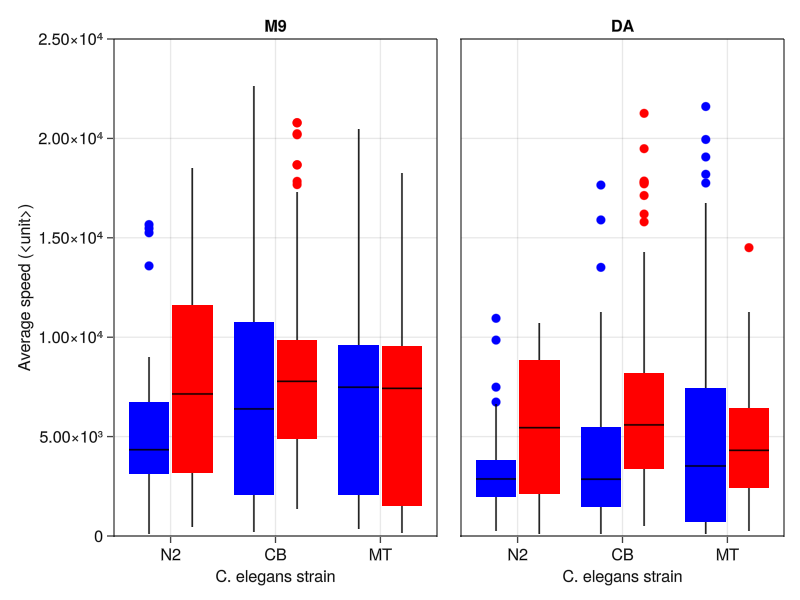 M9
DA
Average speed (<unit>)
2.50×10⁴
2.00×10⁴
1.50×10⁴
1.00×10⁴
5.00×10³
0
N2
CB
MT
C. elegans strain
N2
CB
MT
C. elegans strain